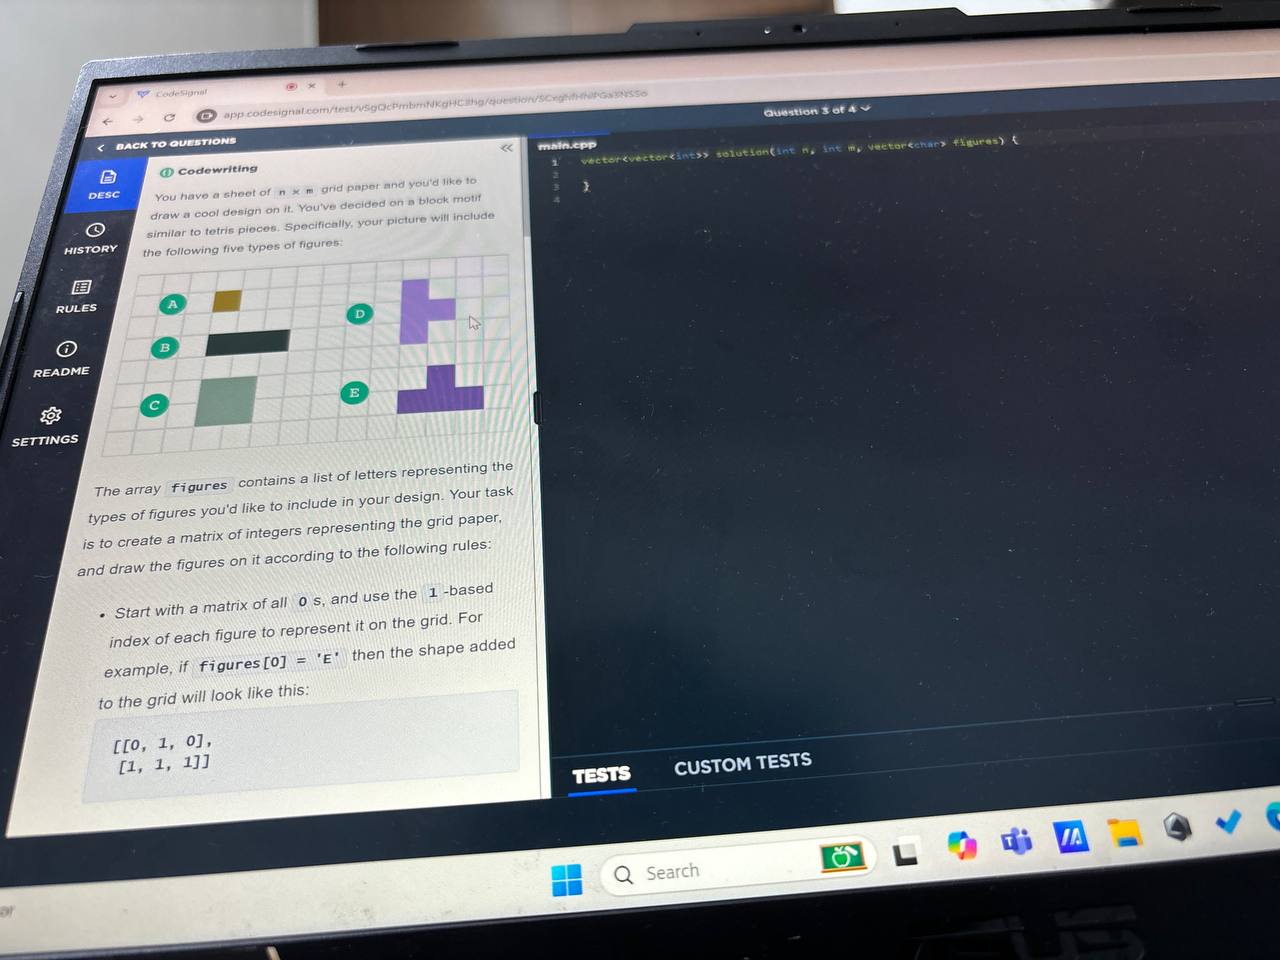 CodeSignal
Question 3 of 4
BACK TO QUESTIONS
DESC
HISTORY
RULES
README
SETTINGS
Codewriting
You have a sheet of n × m grid paper and you'd like to
draw a cool design on it. You've decided on a block motif
similar to tetris pieces. Specifically, your picture will include
the following five types of figures:
A
B
C
D
E
The array figures contains a list of letters representing the
types of figures you'd like to include in your design. Your task
is to create a matrix of integers representing the grid paper,
and draw the figures on it according to the following rules:
• Start with a matrix of all 0 s, and use the 1 -based
index of each figure to represent it on the grid. For
example, if figures[0] = 'E' then the shape added
to the grid will look like this:
[[0, 1, 0],
[1, 1, 1]]
main.cpp
1 vector<vector<int>> solution(int n, int m, vector<char> figures) {
2
3 }
4
TESTS
CUSTOM TESTS
Search